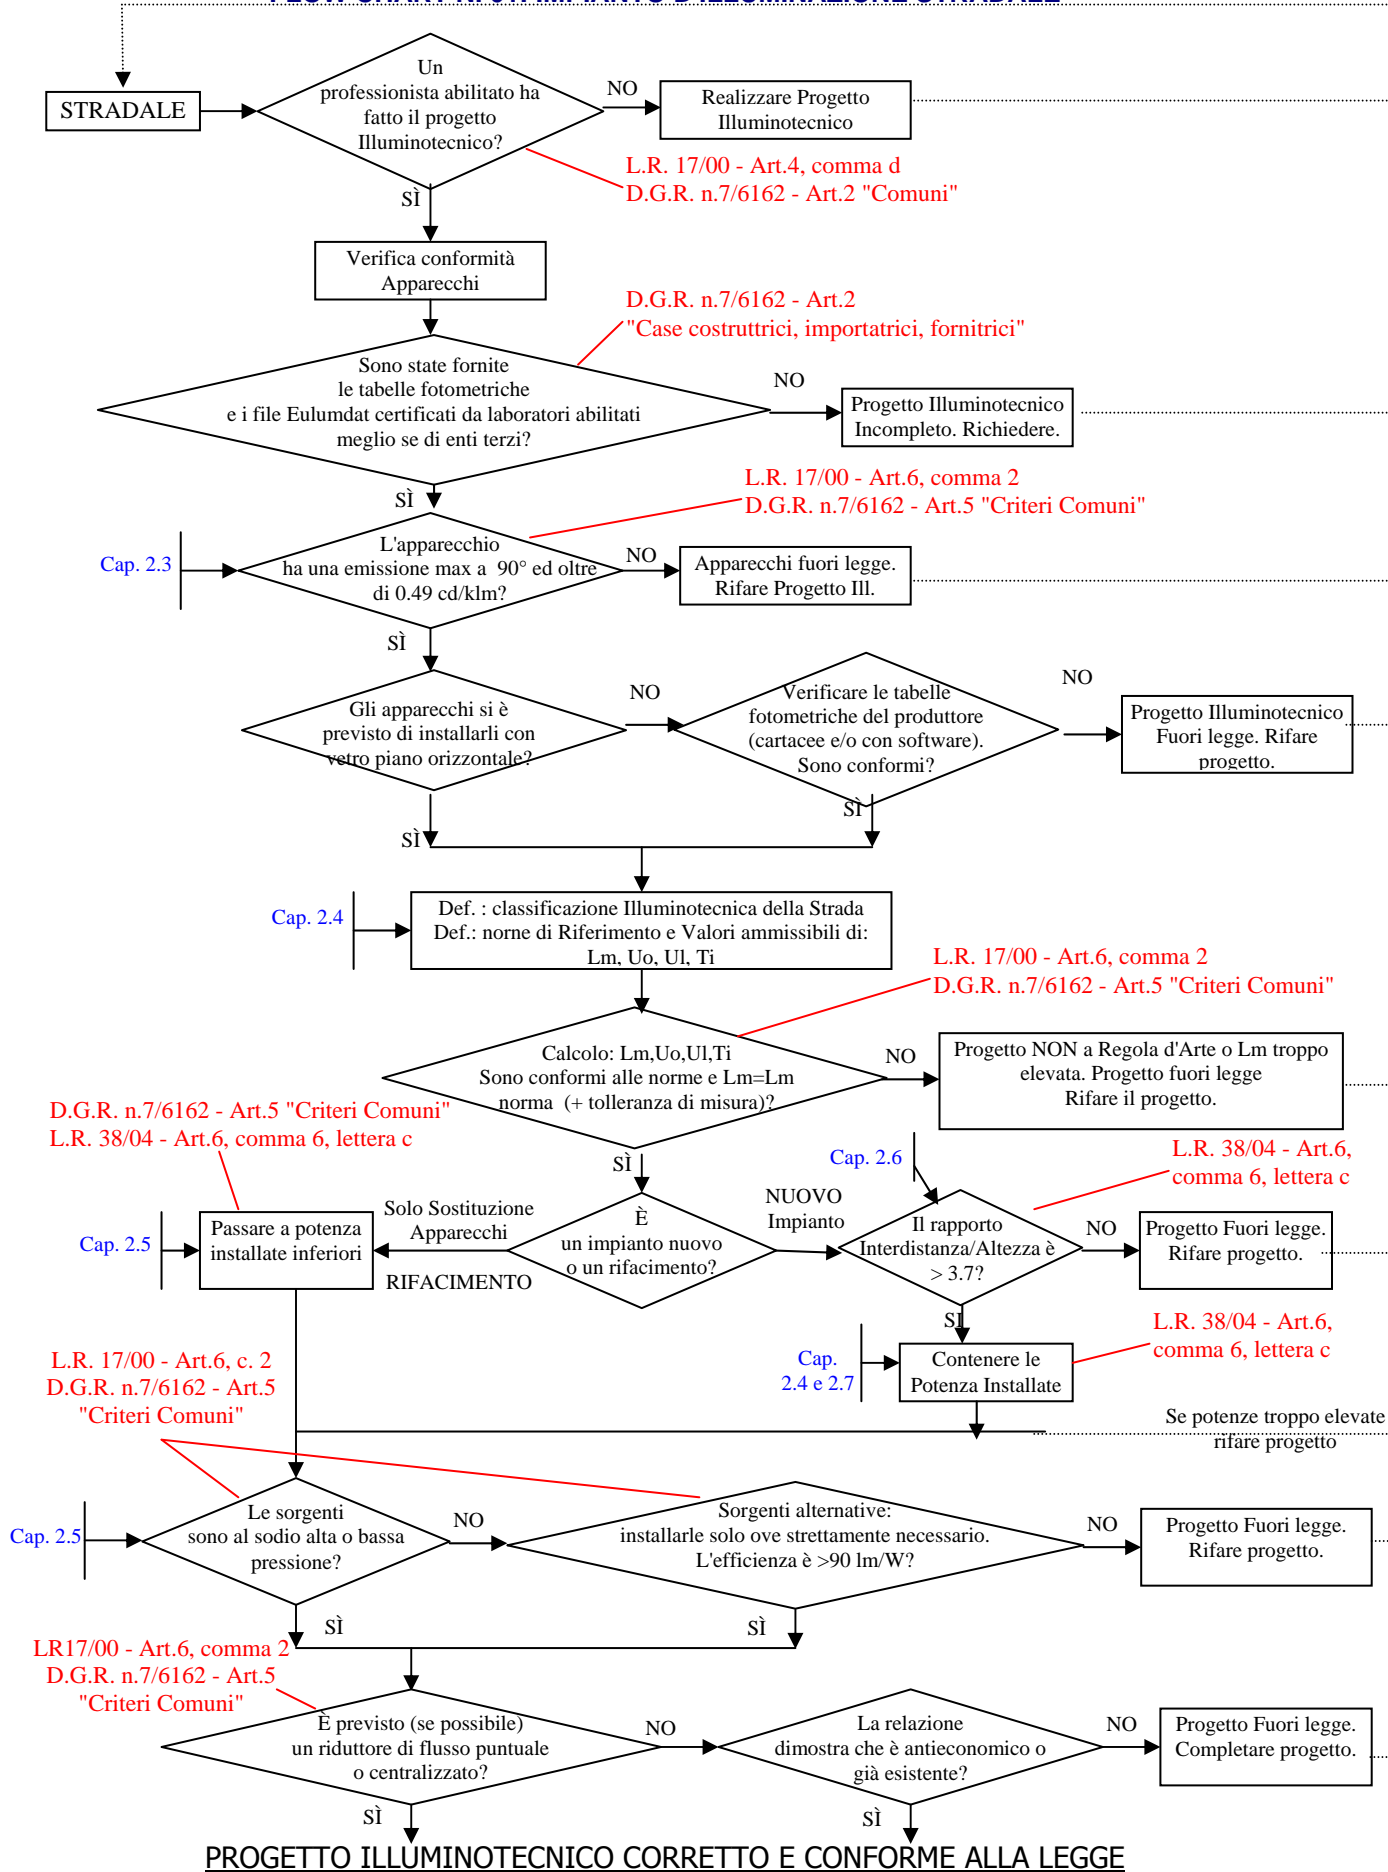 FLOW CHART N. 01: IMPIANTO D'ILLUMINAZIONE STRADALE
STRADALE
Un
professionista abilitato ha
fatto il progetto
Illuminotecnico?
NO
Realizzare Progetto
Illuminotecnico
L.R. 17/00 - Art.4, comma d
D.G.R. n.7/6162 - Art.2 "Comuni"
SÌ
Verifica conformità
Apparecchi
D.G.R. n.7/6162 - Art.2
"Case costruttrici, importatrici, fornitrici"
Sono state fornite
le tabelle fotometriche
e i file Eulumdat certificati da laboratori abilitati
meglio se di enti terzi?
NO
Progetto Illuminotecnico
Incompleto. Richiedere.
SÌ
L.R. 17/00 - Art.6, comma 2
D.G.R. n.7/6162 - Art.5 "Criteri Comuni"
Cap. 2.3
L'apparecchio
ha una emissione max a 90° ed oltre
di 0.49 cd/klm?
NO
Apparecchi fuori legge.
Rifare Progetto Ill.
SÌ
Gli apparecchi si è
previsto di installarli con
vetro piano orizzontale?
NO
Verificare le tabelle
fotometriche del produttore
(cartacee e/o con software).
Sono conformi?
NO
Progetto Illuminotecnico
Fuori legge. Rifare
progetto.
SÌ
SÌ
Cap. 2.4
Def. : classificazione Illuminotecnica della Strada
Def.: norne di Riferimento e Valori ammissibili di:
Lm, Uo, Ul, Ti
L.R. 17/00 - Art.6, comma 2
D.G.R. n.7/6162 - Art.5 "Criteri Comuni"
Calcolo: Lm,Uo,Ul,Ti
Sono conformi alle norme e Lm=Lm
norma (+ tolleranza di misura)?
NO
Progetto NON a Regola d'Arte o Lm troppo
elevata. Progetto fuori legge
Rifare il progetto.
D.G.R. n.7/6162 - Art.5 "Criteri Comuni"
L.R. 38/04 - Art.6, comma 6, lettera c
SÌ
Cap. 2.6
L.R. 38/04 - Art.6,
comma 6, lettera c
Cap. 2.5
Passare a potenza
installate inferiori
Solo Sostituzione
Apparecchi
RIFACIMENTO
È
un impianto nuovo
o un rifacimento?
NUOVO
Impianto
Il rapporto
Interdistanza/Altezza è
> 3.7?
NO
Progetto Fuori legge.
Rifare progetto.
SI
L.R. 38/04 - Art.6,
comma 6, lettera c
Cap.
2.4 e 2.7
Contenere le
Potenza Installate
L.R. 17/00 - Art.6, c. 2
D.G.R. n.7/6162 - Art.5
"Criteri Comuni"
Se potenze troppo elevate
rifare progetto
Cap. 2.5
Le sorgenti
sono al sodio alta o bassa
pressione?
NO
Sorgenti alternative:
installarle solo ove strettamente necessario.
L'efficienza è >90 lm/W?
NO
Progetto Fuori legge.
Rifare progetto.
SÌ
SÌ
LR17/00 - Art.6, comma 2
D.G.R. n.7/6162 - Art.5
"Criteri Comuni"
È previsto (se possibile)
un riduttore di flusso puntuale
o centralizzato?
NO
La relazione
dimostra che è antieconomico o
già esistente?
NO
Progetto Fuori legge.
Completare progetto.
SÌ
SÌ
PROGETTO ILLUMINOTECNICO CORRETTO E CONFORME ALLA LEGGE